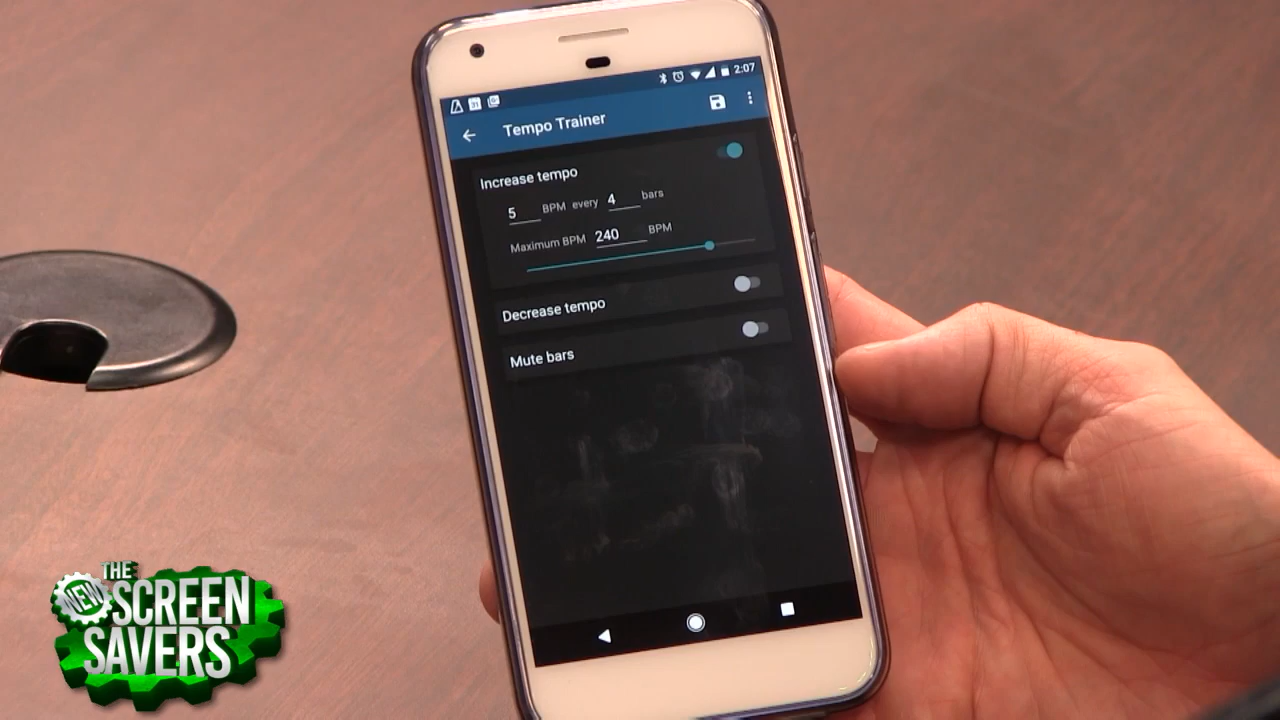 31
2:07
Tempo Trainer
Increase tempo
5 BPM every 4 bars
Maximum BPM 240 BPM
Decrease tempo
Mute bars
THE
NEW SCREEN
SAVERS